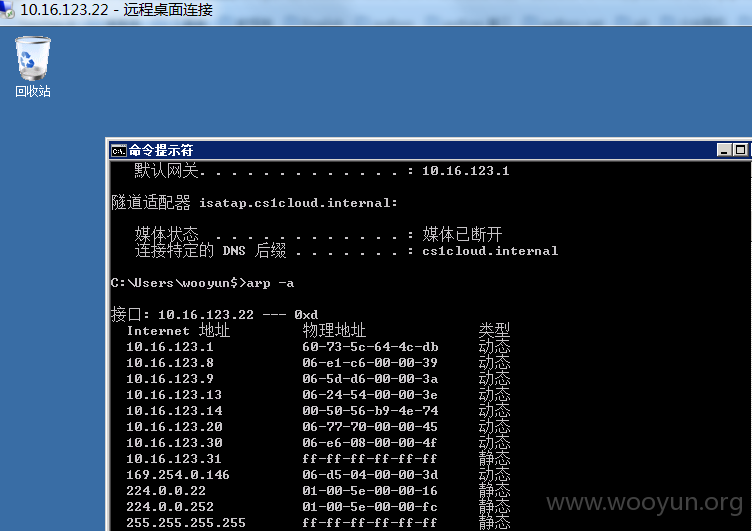 10.16.123.22 - 远程桌面连接
回收站
命令提示符
默认网关. . . . . . . . . . . . . : 10.16.123.1
隧道适配器 isatap.cs1cloud.internal:
媒体状态 . . . . . . . . . . . . : 媒体已断开
连接特定的 DNS 后缀 . . . . . . . : cs1cloud.internal
C:\Users\wooyun$>arp -a
接口: 10.16.123.22 --- 0xd
Internet 地址 物理地址 类型
10.16.123.1 60-73-5c-64-4c-db 动态
10.16.123.8 06-e1-c6-00-00-39 动态
10.16.123.9 06-5d-d6-00-00-3a 动态
10.16.123.13 06-24-54-00-00-3e 动态
10.16.123.14 00-50-56-b9-4e-74 动态
10.16.123.20 06-77-70-00-00-45 动态
10.16.123.30 06-e6-08-00-00-4f 动态
10.16.123.31 ff-ff-ff-ff-ff-ff 静态
169.254.0.146 06-d5-04-00-00-3d 动态
224.0.0.22 01-00-5e-00-00-16 静态
224.0.0.252 01-00-5e-00-00-fc 静态
255.255.255.255 ff-ff-ff-ff-ff-ff 静态
www.wooyun.org